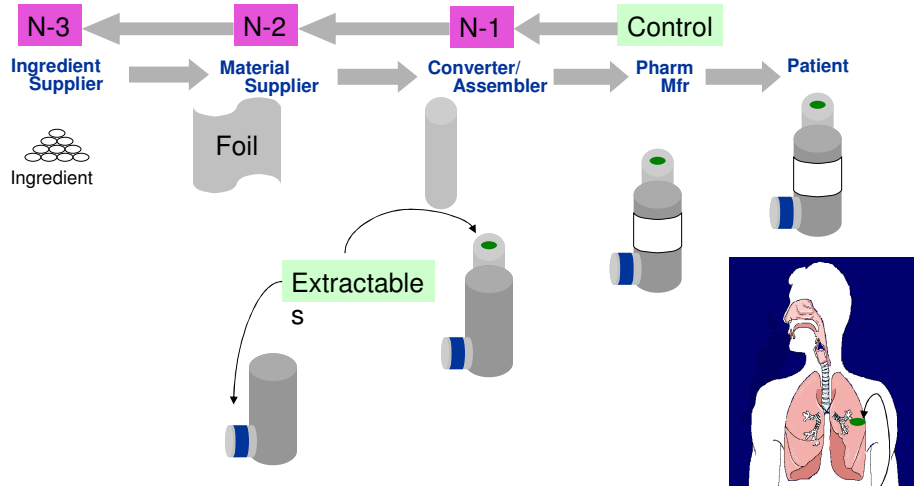 N-3
N-2
N-1
Control
Ingredient
Supplier
Material
Supplier
Converter/
Assembler
Pharm
Mfr
Patient
Foil
Ingredient
Extractable
s